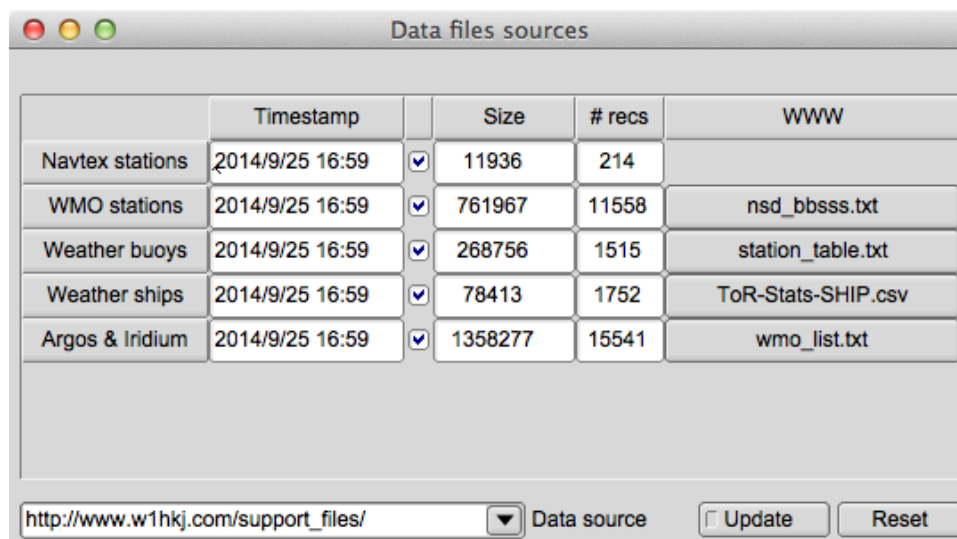 Data files sources
Timestamp Size # recs WWW
Navtex stations 2014/9/25 16:59 11936 214
WMO stations 2014/9/25 16:59 761967 11558 nsd_bbsss.txt
Weather buoys 2014/9/25 16:59 268756 1515 station_table.txt
Weather ships 2014/9/25 16:59 78413 1752 ToR-Stats-SHIP.csv
Argos & Iridium 2014/9/25 16:59 1358277 15541 wmo_list.txt
http://www.w1hkj.com/support_files/ Data source Update Reset